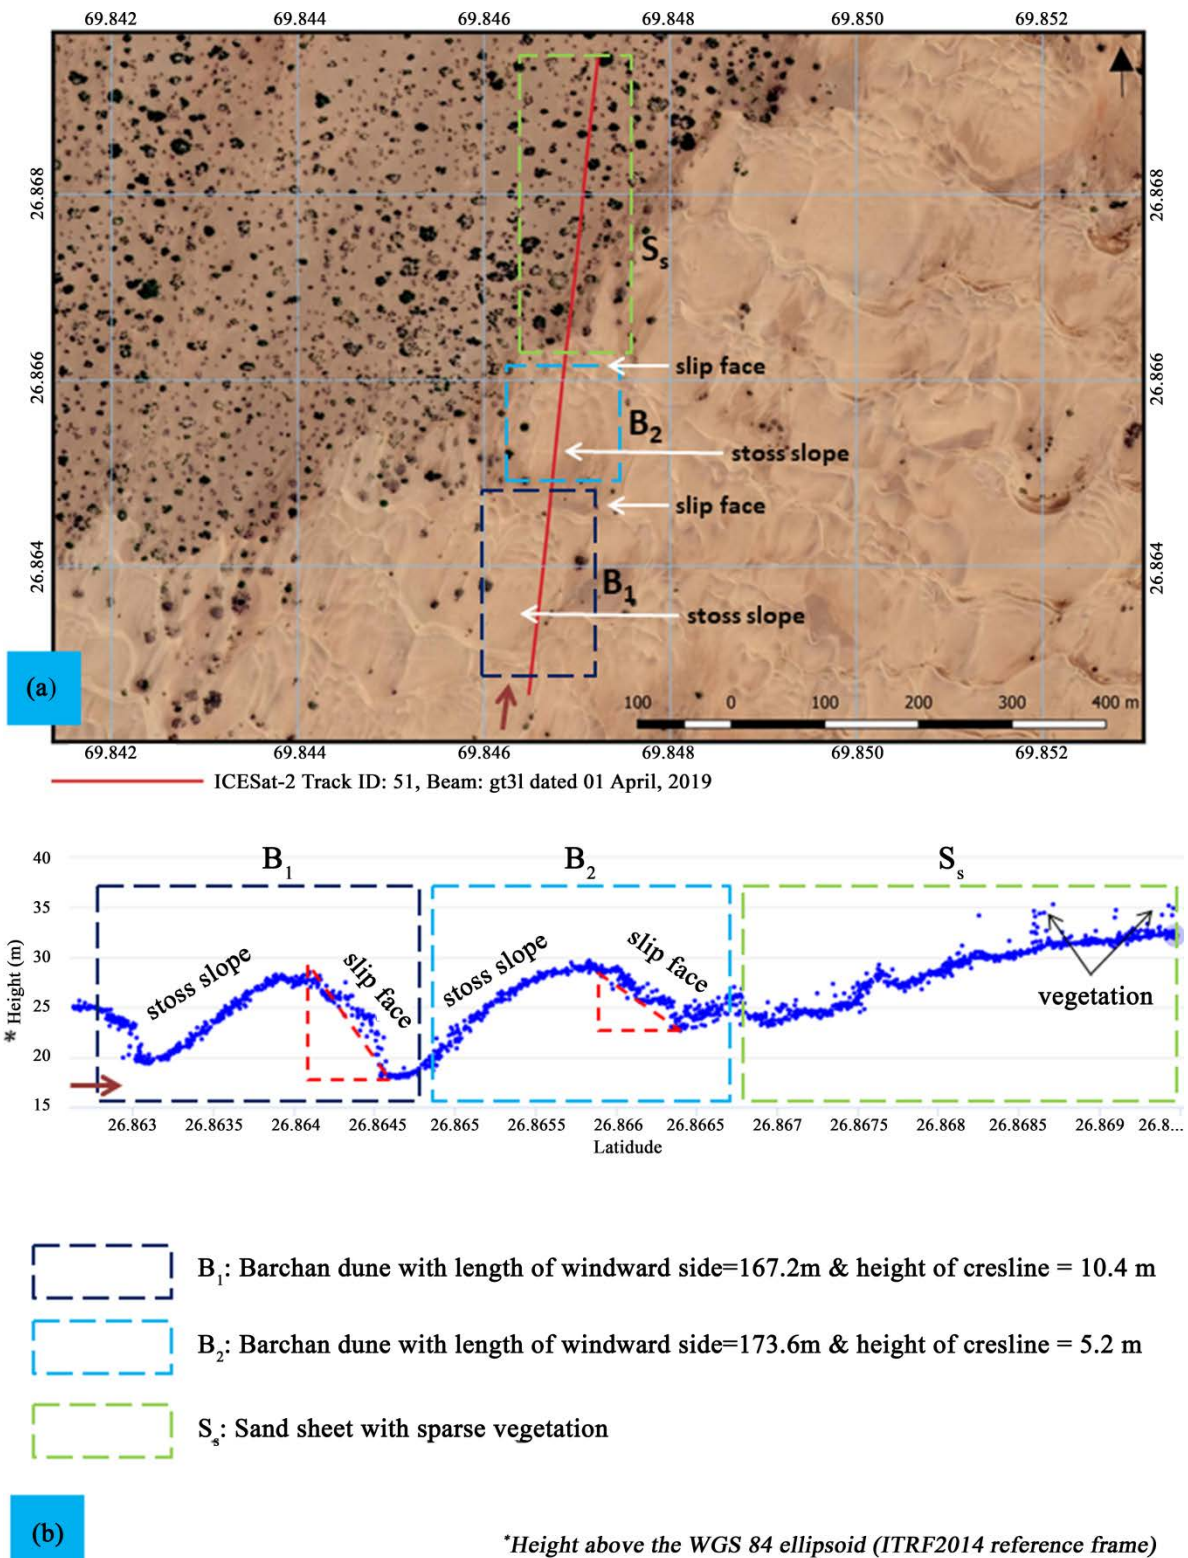 69.842 69.844 69.846 69.848 69.850 69.852
26.868 26.868
S
s
slip face
26.866 26.866
B
2
stoss slope
slip face
26.864 26.864
B
1
stoss slope
(a)
100 0 100 200 300 400 m
69.842 69.844 69.846 69.848 69.850 69.852
ICESat-2 Track ID: 51, Beam: gt3l dated 01 April, 2019
B1 B2 Ss
40
35
30
25
20
15
* Height (m)
stoss slope slip face stoss slope slip face
vegetation
26.863 26.8635 26.864 26.8645 26.865 26.8655 26.866 26.8665 26.867 26.8675 26.868 26.8685 26.869 26.8...
Latidude
B1: Barchan dune with length of windward side=167.2m & height of cresline = 10.4 m
B2: Barchan dune with length of windward side=173.6m & height of cresline = 5.2 m
Ss: Sand sheet with sparse vegetation
(b)
*Height above the WGS 84 ellipsoid (ITRF2014 reference frame)